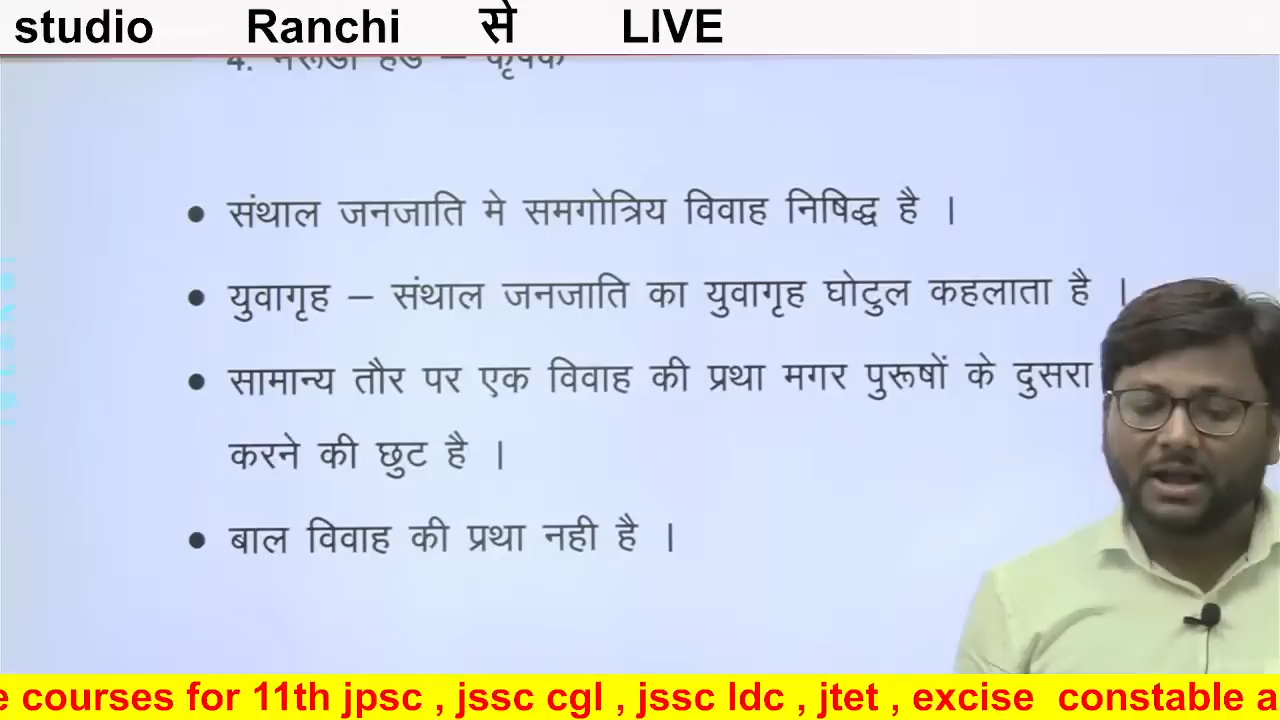 studio Ranchi से LIVE
4.
• संथाल जनजाति मे समगोत्रिय विवाह निषिद्ध है ।
• युवागृह – संथाल जनजाति का युवागृह घोटुल कहलाता है ।
• सामान्य तौर पर एक विवाह की प्रथा मगर पुरूषों के दुसरा
करने की छुट है ।
• बाल विवाह की प्रथा नही है ।
courses for 11th jpsc , jssc cgl , jssc ldc , jtet , excise constable